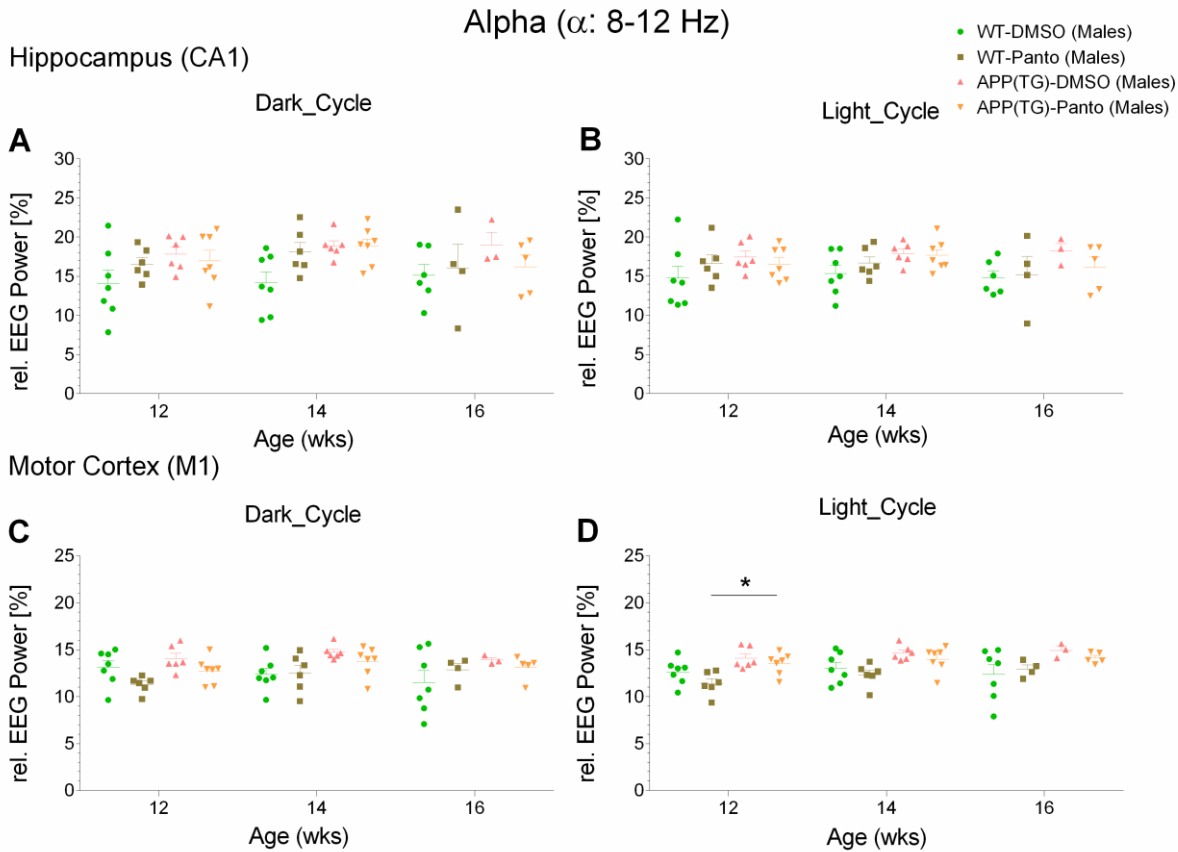 Alpha (α: 8-12 Hz)
Hippocampus (CA1)
WT-DMSO (Males)
WT-Panto (Males)
APP(TG)-DMSO (Males)
APP(TG)-Panto (Males)
Dark_Cycle
Light_Cycle
A
B
rel. EEG Power [%]
30
25
20
15
10
5
0
12
14
16
Age (wks)
rel. EEG Power [%]
30
25
20
15
10
5
0
12
14
16
Age (wks)
Motor Cortex (M1)
Dark_Cycle
Light_Cycle
C
D
rel. EEG Power [%]
25
20
15
10
5
0
12
14
16
Age (wks)
rel. EEG Power [%]
25
20
15
10
5
0
*
12
14
16
Age (wks)